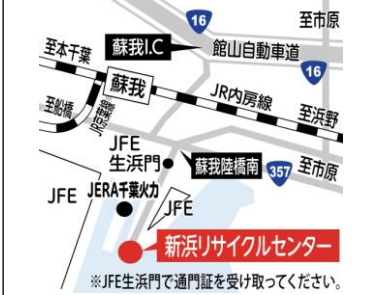 16
至市原
至本千葉
蘇我I.C
館山自動車道
16
蘇我
JR内房線
至浜野
至船橋
JR京葉線
JFE
生浜門
蘇我陸橋南
357
至市原
JFE
JERA千葉火力
JFE
新浜リサイクルセンター
※JFE生浜門で通門証を受け取ってください。